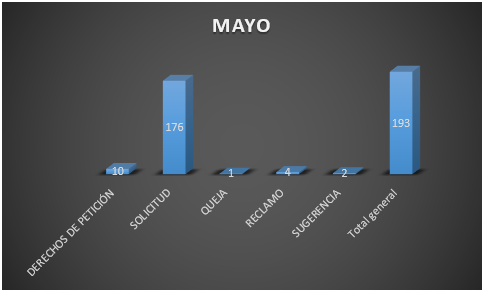 MAYO
10
176
1
4
2
193
DERECHOS DE PETICIÓN
SOLICITUD
QUEJA
RECLAMO
SUGERENCIA
Total general